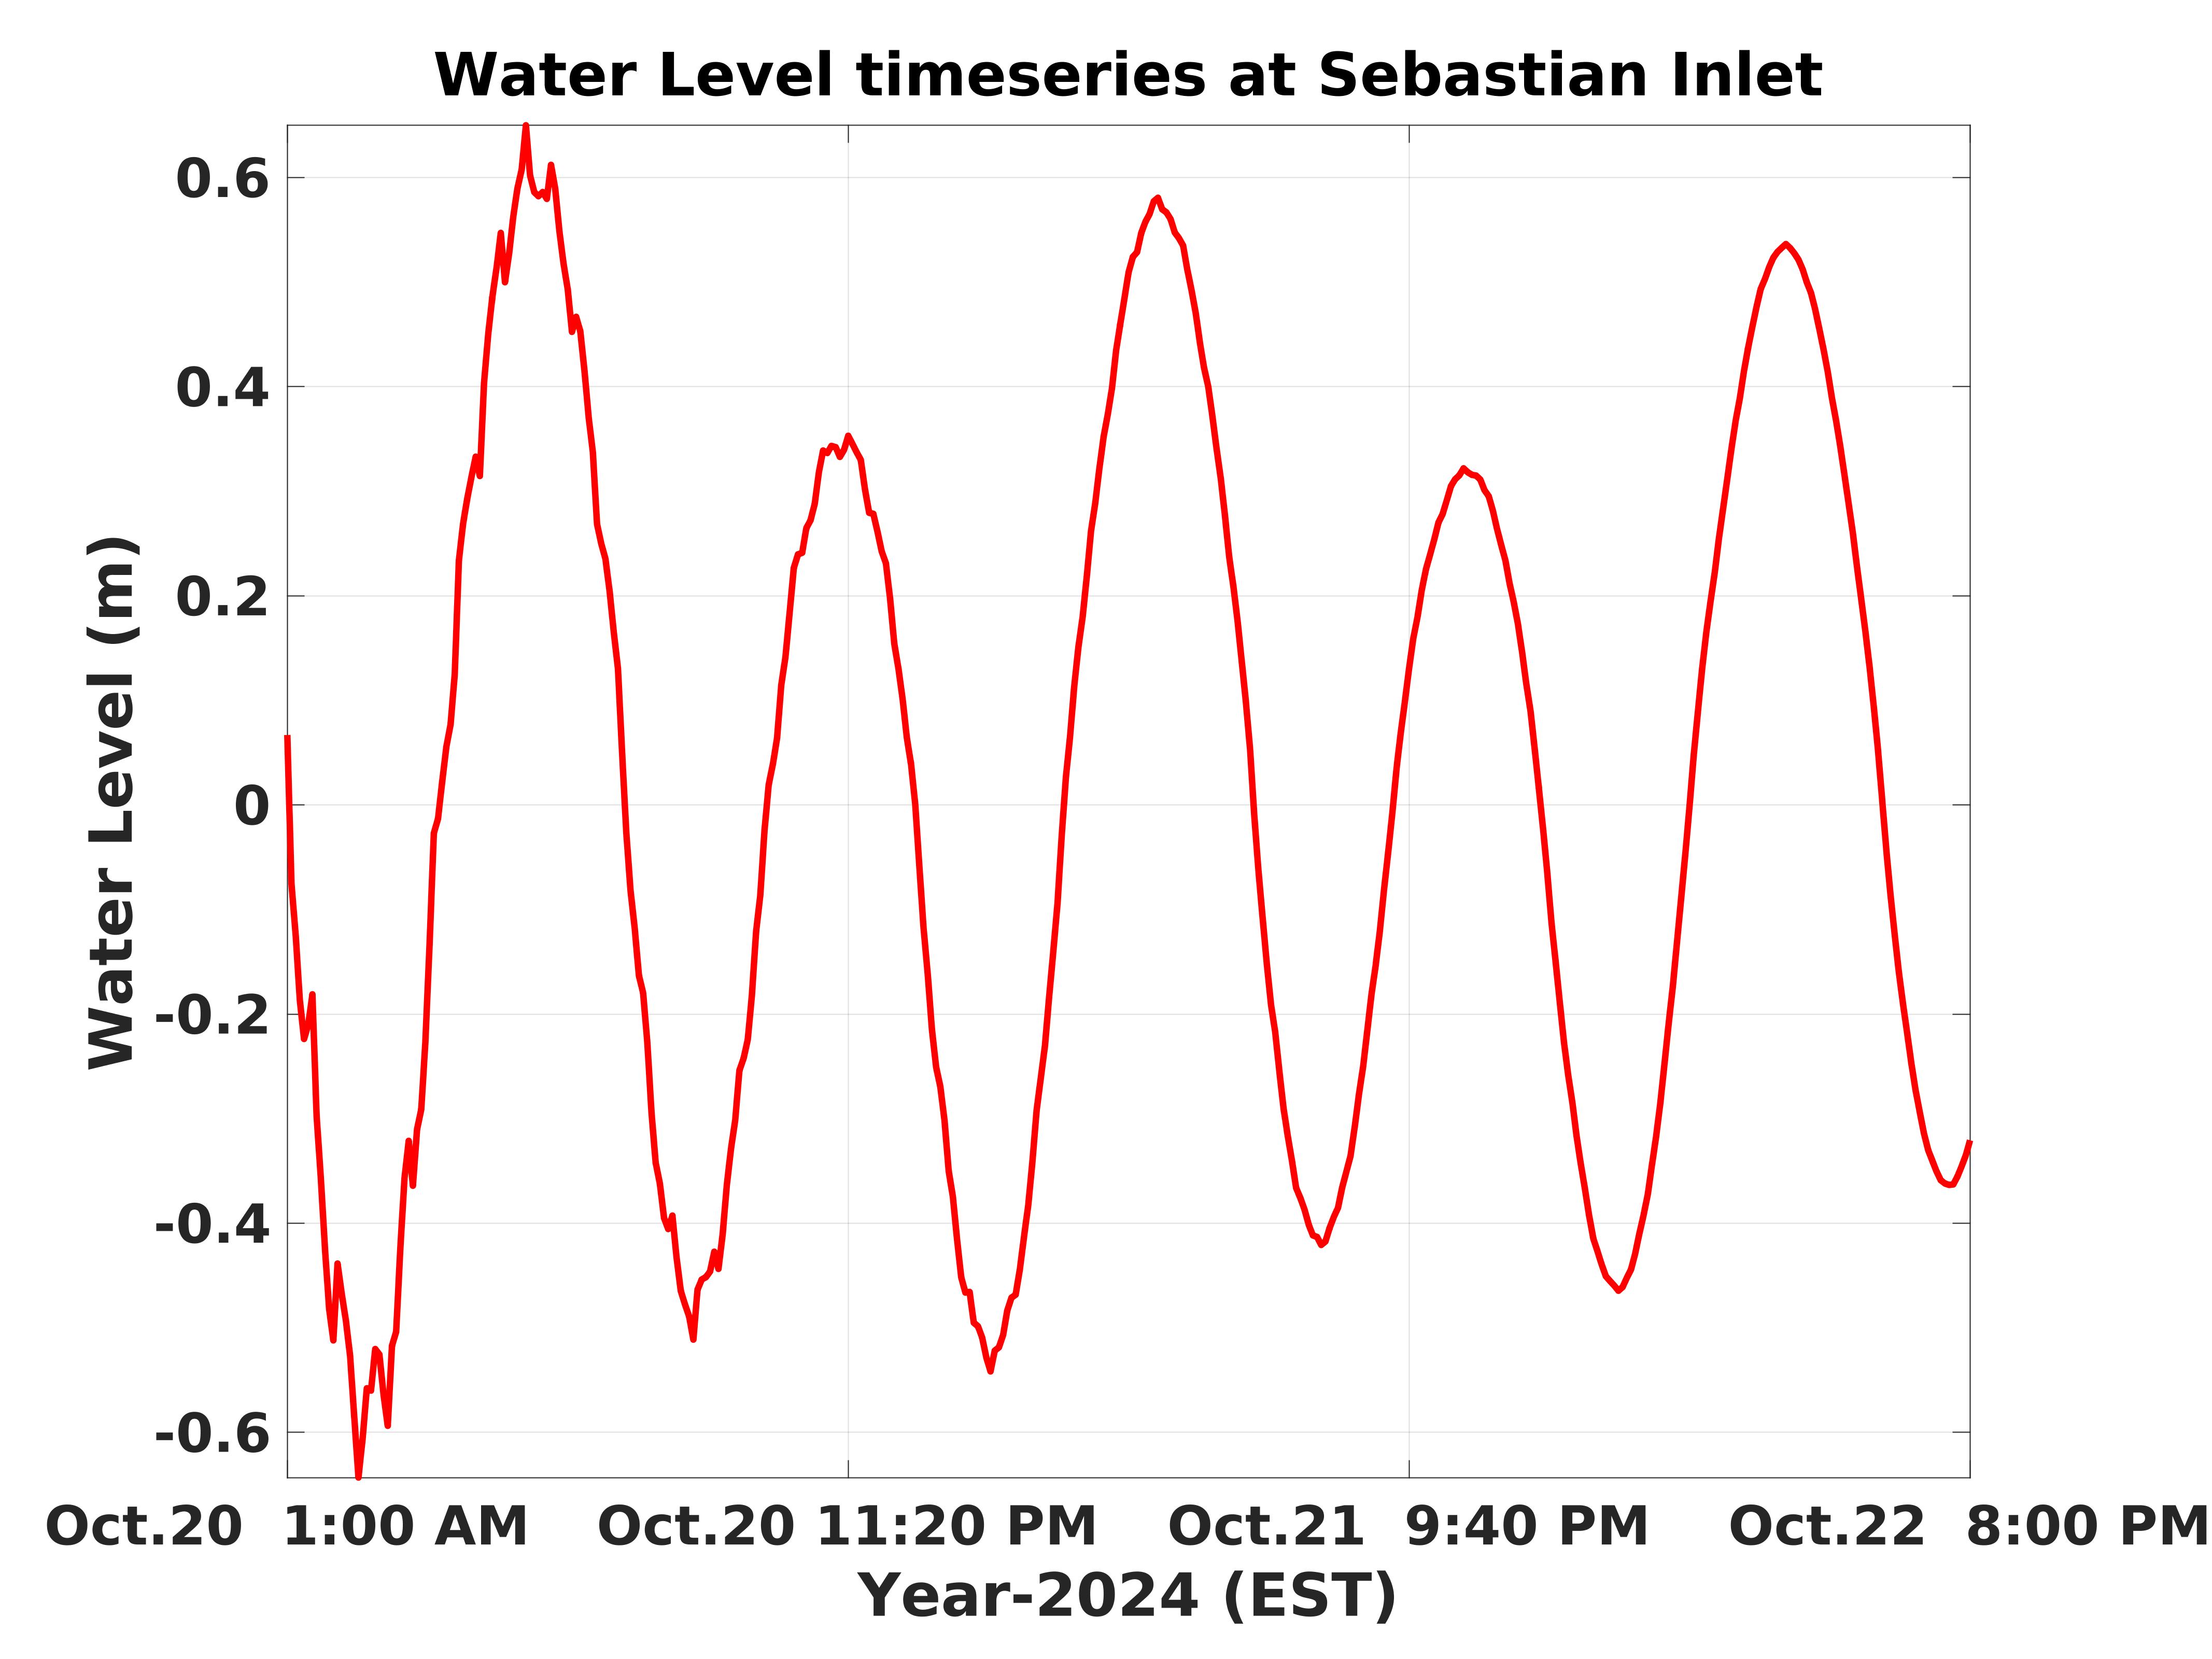 Water Level timeseries at Sebastian Inlet
Water Level (m)
0.6
0.4
0.2
0
-0.2
-0.4
-0.6
Oct.20 1:00 AM
Oct.20 11:20 PM
Oct.21 9:40 PM
Oct.22 8:00 PM
Year-2024 (EST)